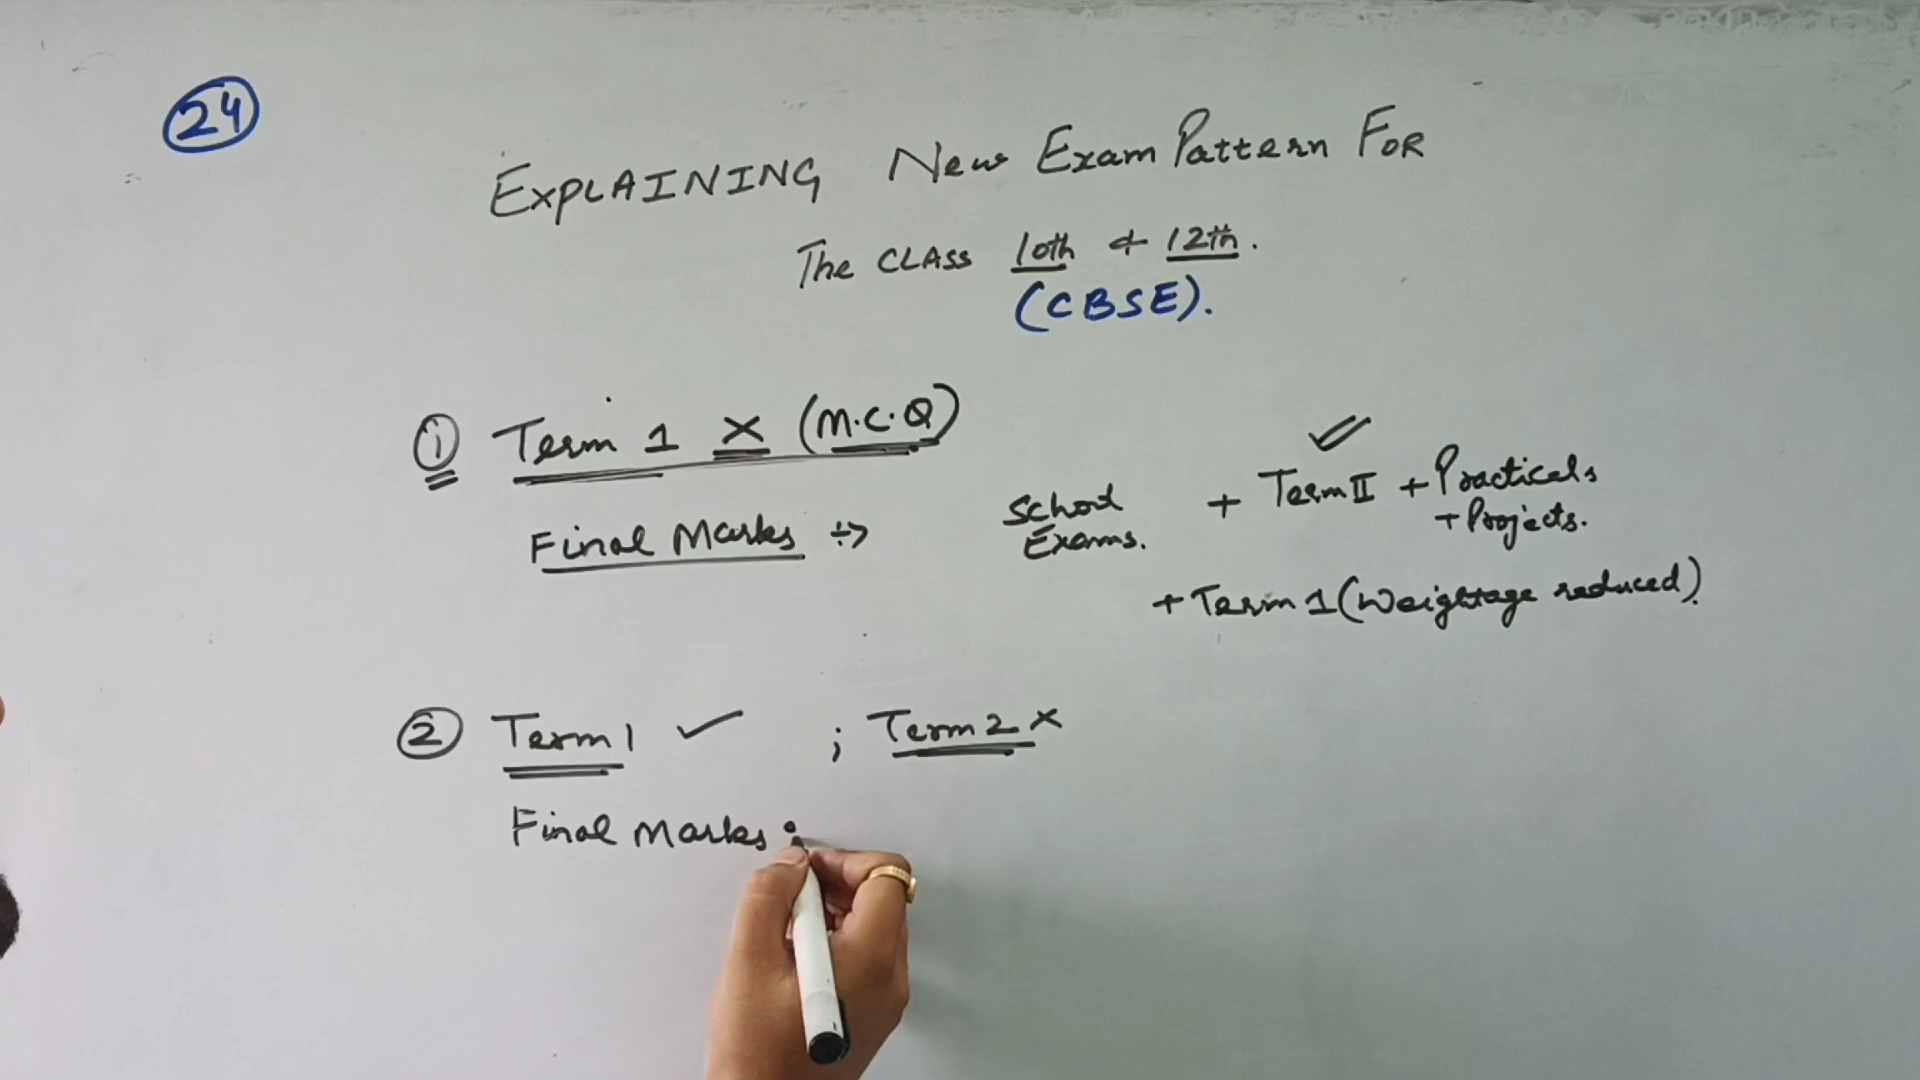 24
EXPLAINING New Exam Pattern FOR
The CLASS 10th & 12th.
(CBSE).
① Term 1 X (M.C.Q)
Final Marks ÷> School Exams. + Term II ✓ + Practicals + Projects.
+ Term 1 (Weightage reduced).
② Term 1 ✓ ; Term 2 X
Final Marks :